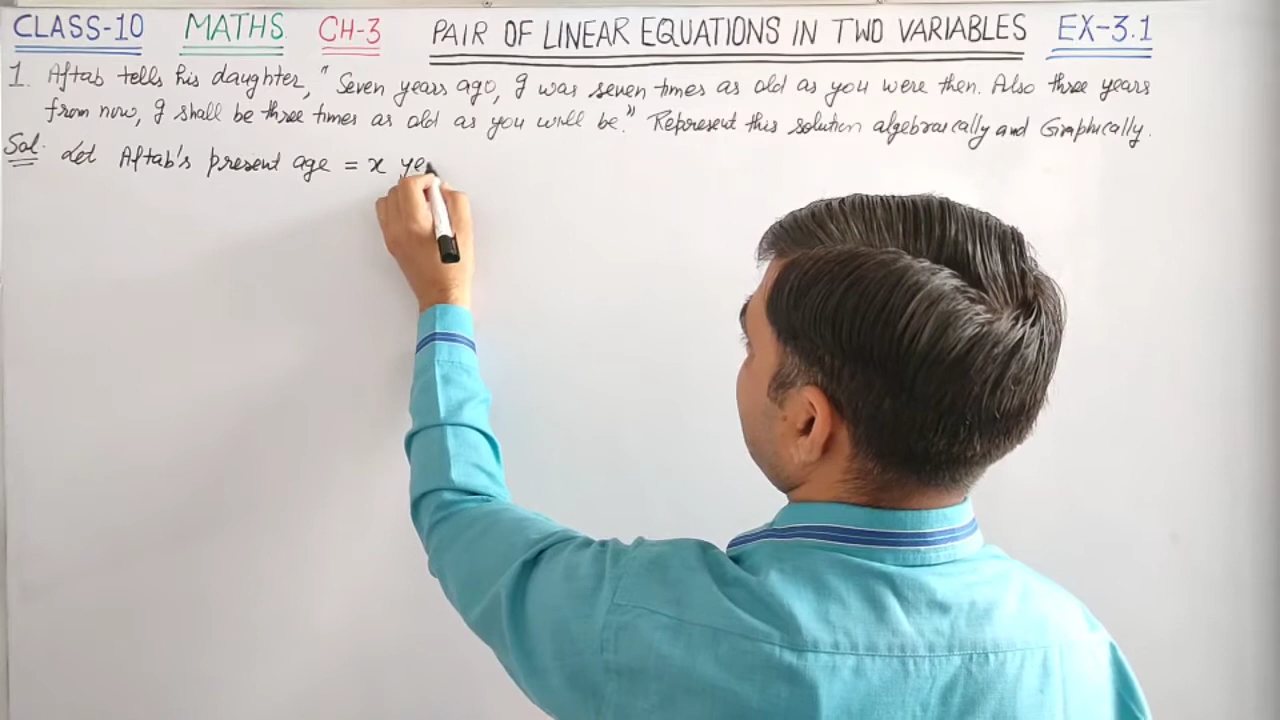 CLASS-10 MATHS CH-3 PAIR OF LINEAR EQUATIONS IN TWO VARIABLES EX-3.1
1. Aftab tells his daughter, "Seven years ago, I was seven times as old as you were then. Also three years
from now, I shall be three times as old as you will be." Represent this solution algebraically and Graphically.
Sol. Let Aftab's present age = x ye